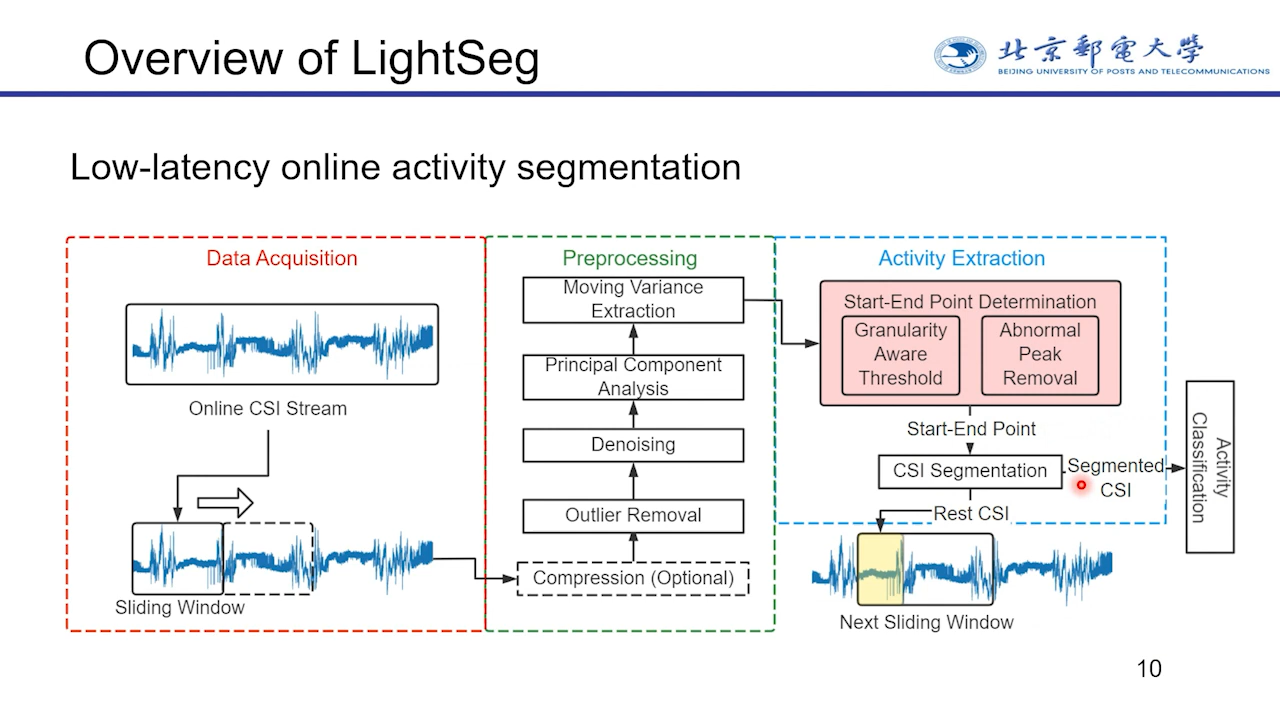 Overview of LightSeg
北京郵電大學
BEIJING UNIVERSITY OF POSTS AND TELECOMMUNICATIONS
Low-latency online activity segmentation
Data Acquisition
Online CSI Stream
Sliding Window
Preprocessing
Moving Variance
Extraction
Principal Component
Analysis
Denoising
Outlier Removal
Compression (Optional)
Activity Extraction
Start-End Point Determination
Granularity
Aware
Threshold
Abnormal
Peak
Removal
Start-End Point
CSI Segmentation
Segmented
CSI
Rest CSI
Next Sliding Window
Activity
Classification
10